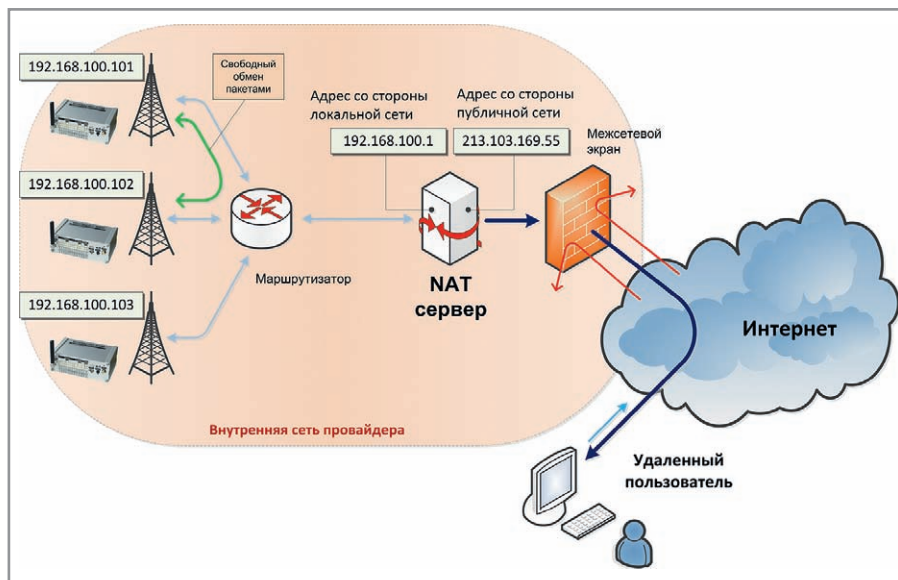 192.168.100.101
Свободный
обмен
пакетами
Адрес со стороны
локальной сети
192.168.100.1
Адрес со стороны
публичной сети
213.103.169.55
Межсетевой
экран
192.168.100.102
Маршрутизатор
NAT
сервер
192.168.100.103
Интернет
Внутренняя сеть провайдера
Удаленный
пользователь